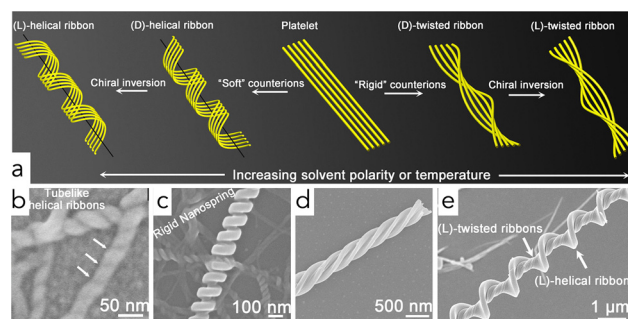 (L)-helical ribbon
(D)-helical ribbon
Platelet
(D)-twisted ribbon
(L)-twisted ribbon
Chiral inversion
"Soft" counterions
"Rigid" counterions
Chiral inversion
a
Increasing solvent polarity or temperature
b
Tubelike
helical ribbons
50 nm
c
Rigid Nanospring
100 nm
d
500 nm
e
(L)-twisted ribbons
(L)-helical ribbon
1 μm